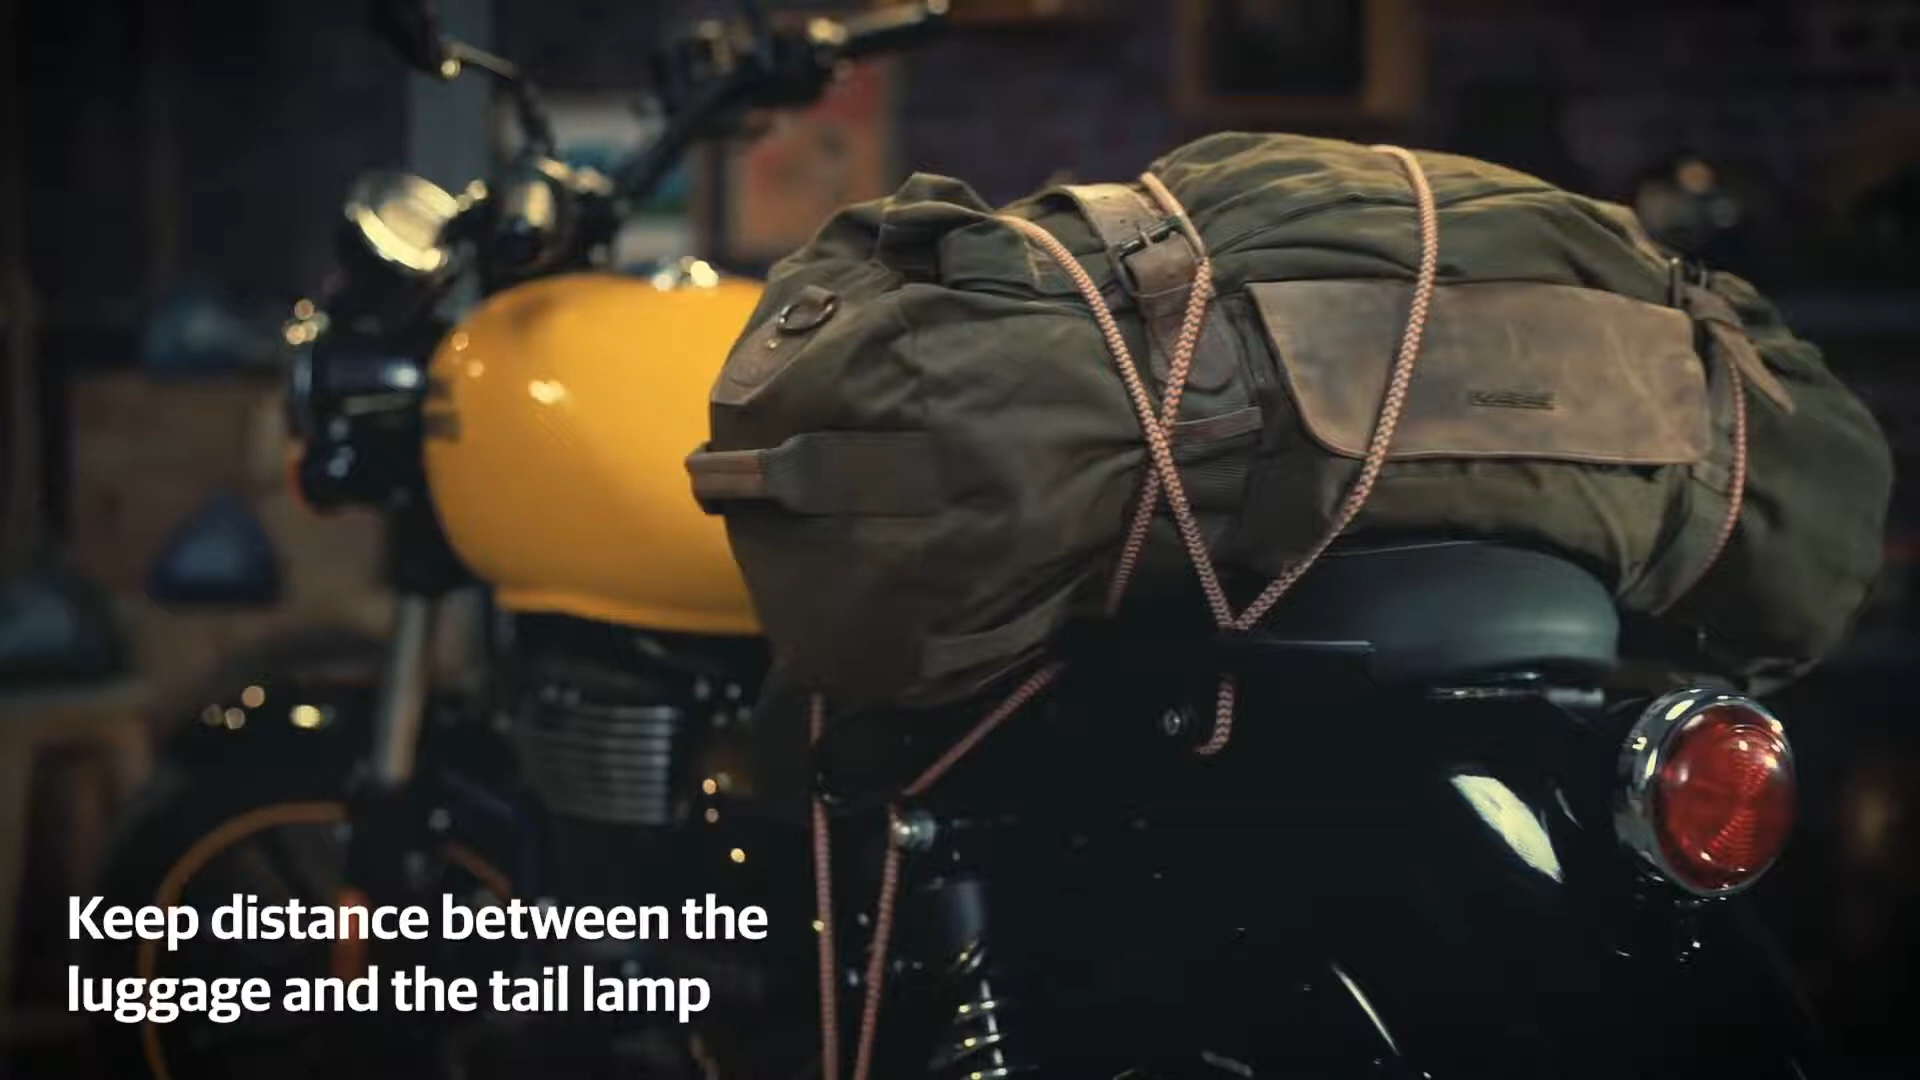 Keep distance between the
luggage and the tail lamp